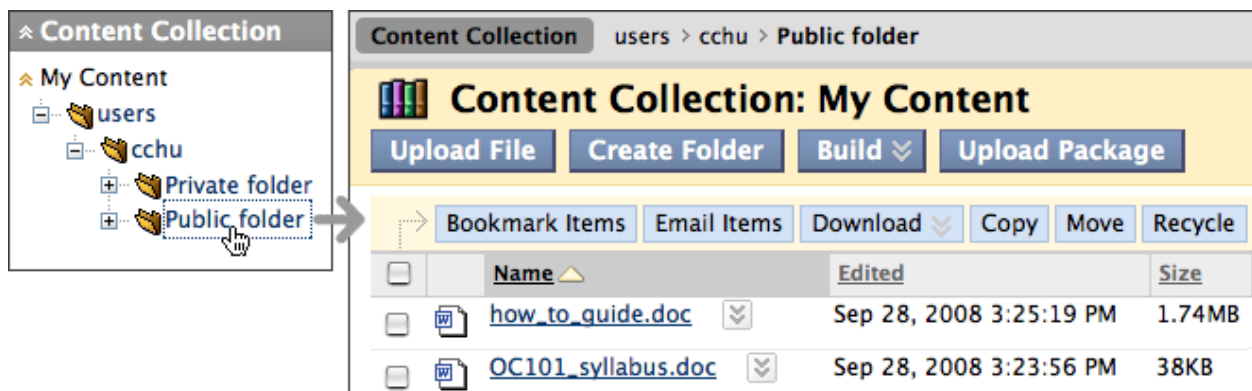 Content Collection
My Content
users
cchu
Private folder
Public folder
Content Collection users > cchu > Public folder
Content Collection: My Content
Upload File Create Folder Build Upload Package
Bookmark Items Email Items Download Copy Move Recycle
Name Edited Size
how_to_guide.doc Sep 28, 2008 3:25:19 PM 1.74MB
OC101_syllabus.doc Sep 28, 2008 3:23:56 PM 38KB